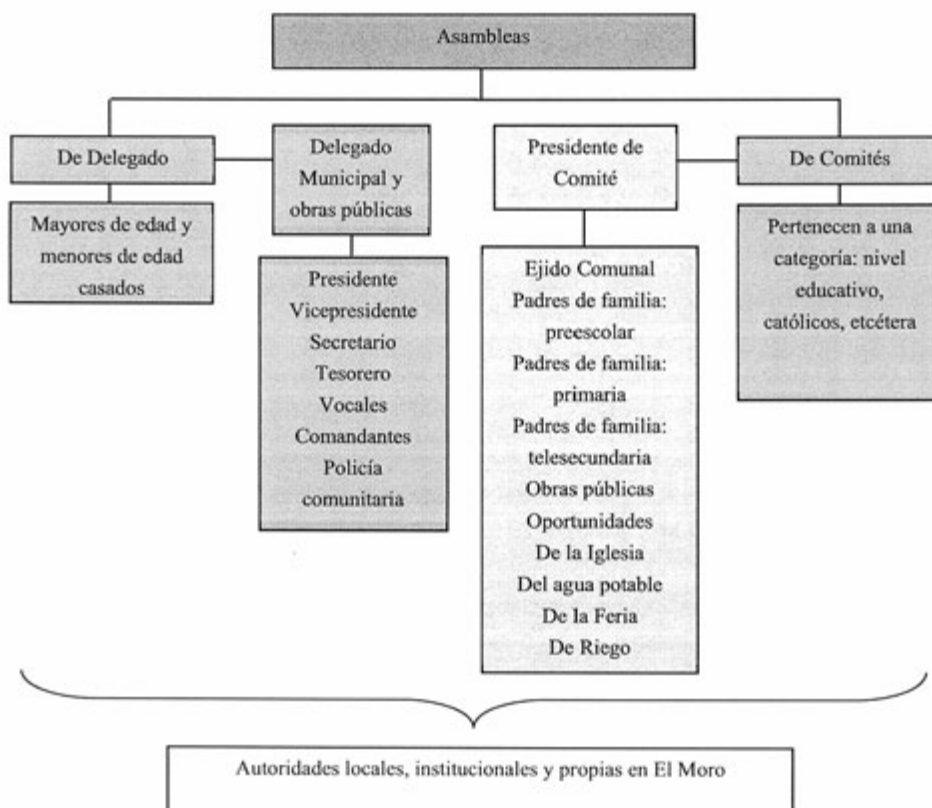 Asambleas
De Delegado
Delegado
Municipal y
obras públicas
Presidente de
Comité
De Comités
Mayores de edad y
menores de edad
casados
Presidente
Vicepresidente
Secretario
Tesorero
Vocales
Comandantes
Policía
comunitaria
Ejido Comunal
Padres de familia:
preescolar
Padres de familia:
primaria
Padres de familia:
telesecundaria
Obras públicas
Oportunidades
De la Iglesia
Del agua potable
De la Feria
De Riego
Pertenecen a una
categoría: nivel
educativo,
católicos, etcétera
Autoridades locales, institucionales y propias en El Moro